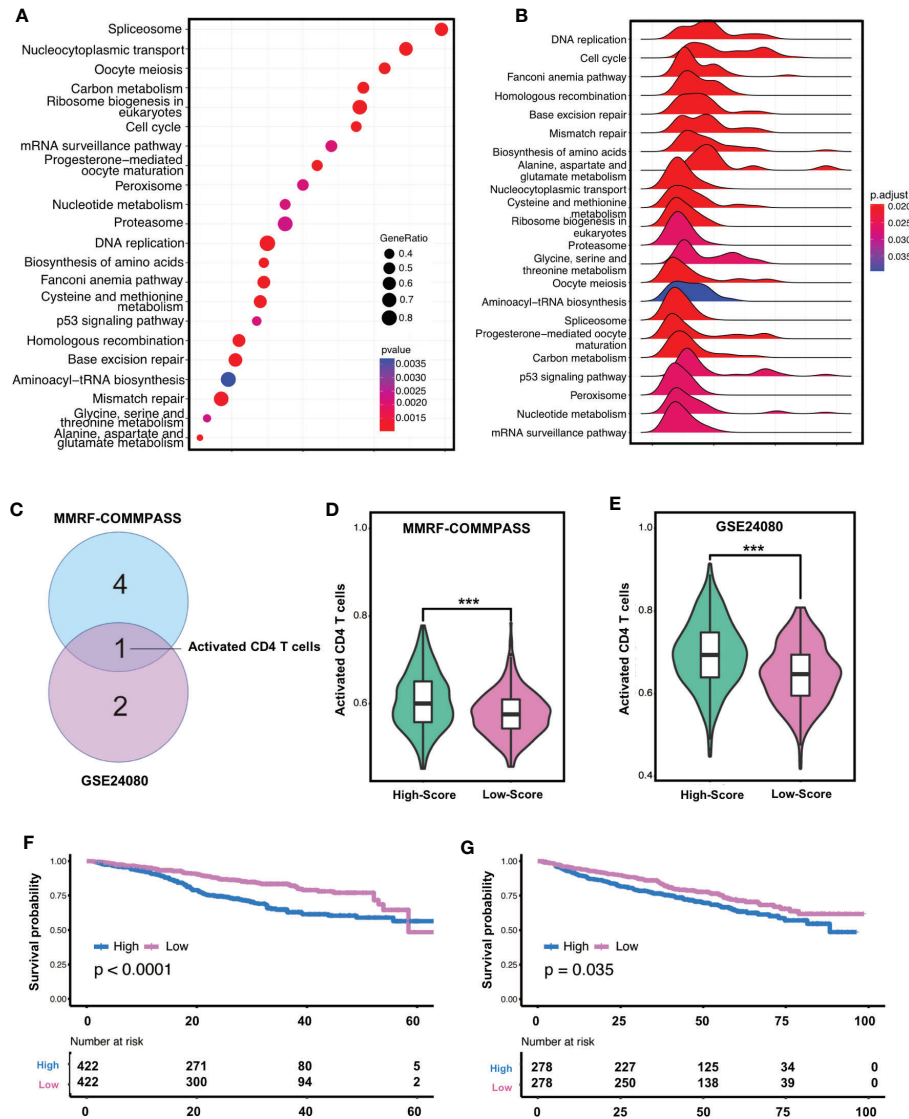 A
Spliceosome
Nucleocytoplasmic transport
Oocyte meiosis
Carbon metabolism
Ribosome biogenesis in
eukaryotes
Cell cycle
mRNA surveillance pathway
Progesterone−mediated
oocyte maturation
Peroxisome
Nucleotide metabolism
Proteasome
DNA replication
Biosynthesis of amino acids
Fanconi anemia pathway
Cysteine and methionine
metabolism
p53 signaling pathway
Homologous recombination
Base excision repair
Aminoacyl−tRNA biosynthesis
Mismatch repair
Glycine, serine and
threonine metabolism
Alanine, aspartate and
glutamate metabolism
GeneRatio
0.4
0.5
0.6
0.7
0.8
pvalue
0.0035
0.0030
0.0025
0.0020
0.0015
B
DNA replication
Cell cycle
Fanconi anemia pathway
Homologous recombination
Base excision repair
Mismatch repair
Biosynthesis of amino acids
Alanine, aspartate and
glutamate metabolism
Nucleocytoplasmic transport
Cysteine and methionine
metabolism
Ribosome biogenesis in
eukaryotes
Proteasome
Glycine, serine and
threonine metabolism
Oocyte meiosis
Aminoacyl−tRNA biosynthesis
Spliceosome
Progesterone−mediated oocyte
maturation
Carbon metabolism
p53 signaling pathway
Peroxisome
Nucleotide metabolism
mRNA surveillance pathway
p.adjust
0.020
0.025
0.030
0.035
C
MMRF-COMMPASS
4
1
Activated CD4 T cells
2
GSE24080
D
MMRF-COMMPASS
***
Activated CD4 T cells
1.0
0.8
0.6
High-Score Low-Score
E
GSE24080
***
Activated CD4 T cells
1.0
0.8
0.6
0.4
High-Score Low-Score
F
Survival probability
1.00
0.75
0.50
0.25
0.00
High Low
p < 0.0001
0 20 40 60
Number at risk
High 422 271 80 5
Low 422 300 94 2
0 20 40 60
G
Survival probability
1.00
0.75
0.50
0.25
0.00
High Low
p = 0.035
0 25 50 75 100
Number at risk
High 278 227 125 34 0
Low 278 250 138 39 0
0 25 50 75 100